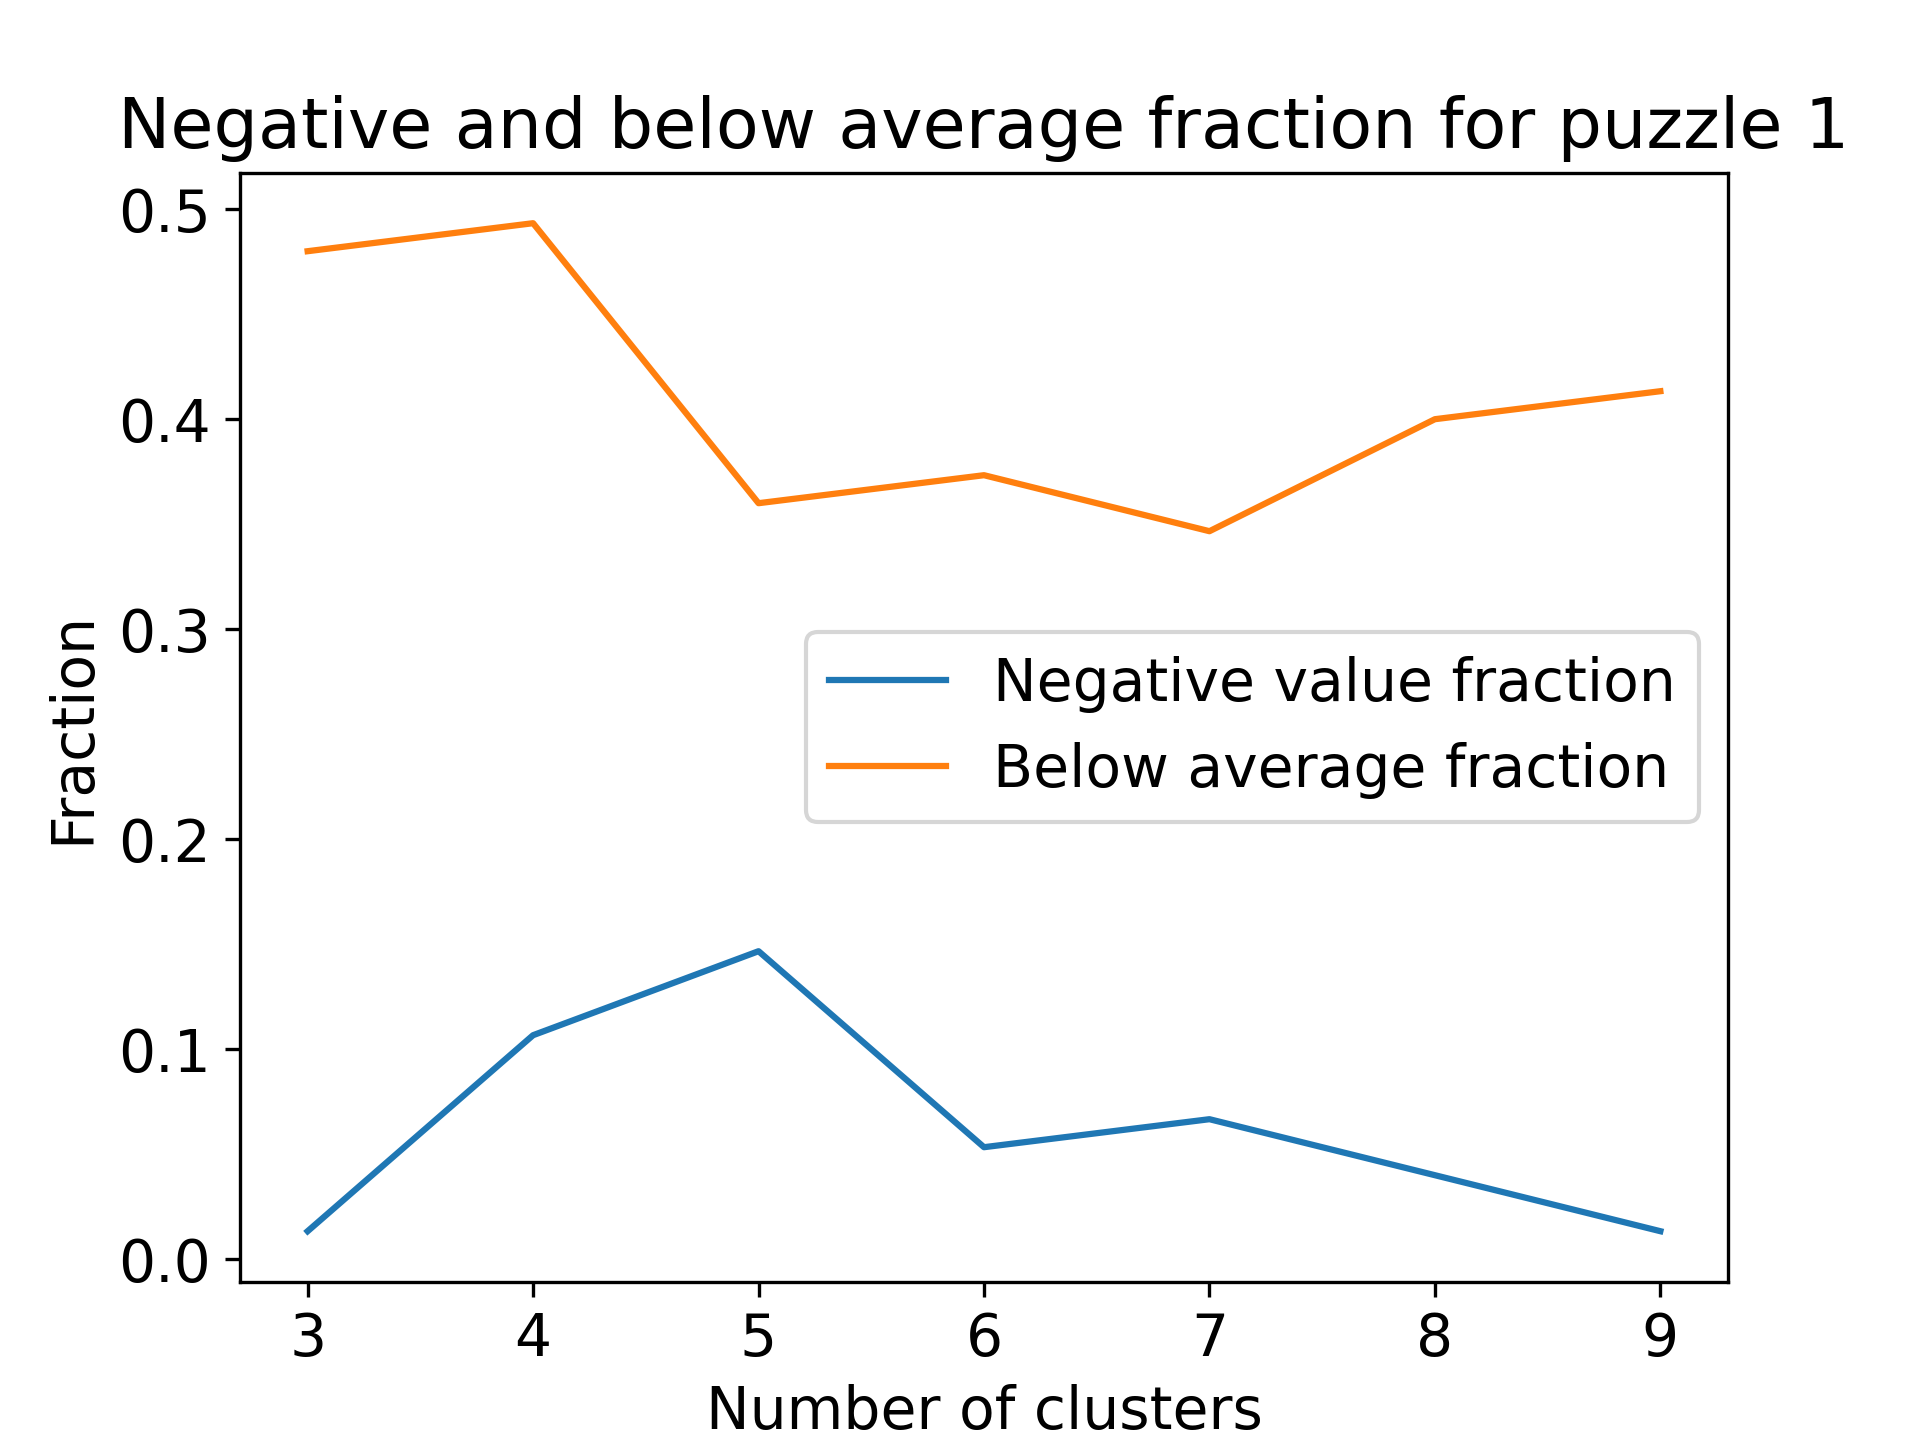 Negative and below average fraction for puzzle 1
0.5
0.4
0.3
0.2
0.1
0.0
Fraction
Negative value fraction
Below average fraction
3 4 5 6 7 8 9
Number of clusters